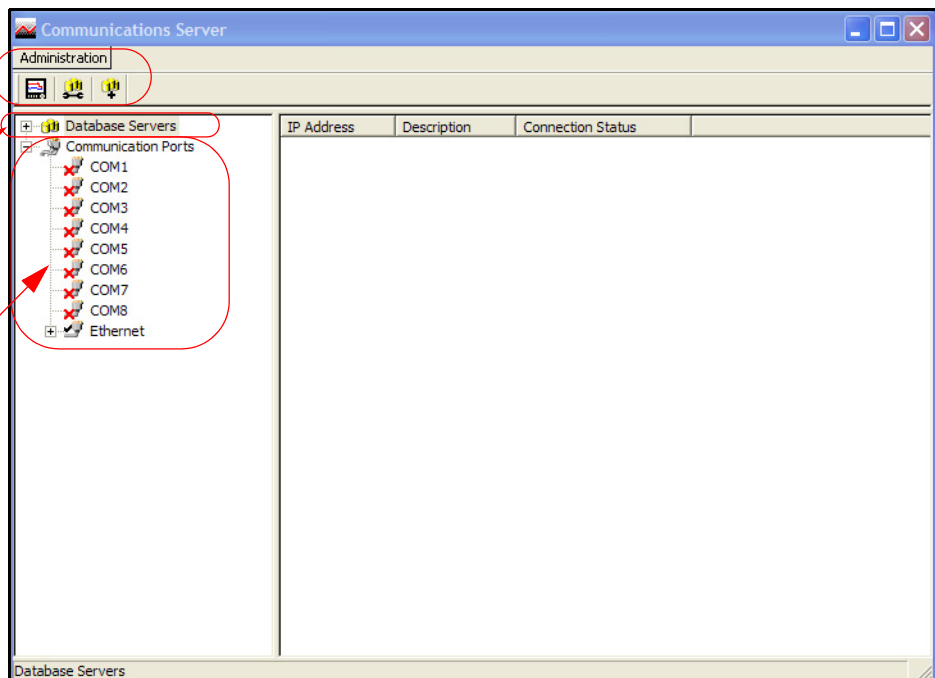 Communications Server
Administration
Database Servers
IP Address Description Connection Status
Communication Ports
COM1
COM2
COM3
COM4
COM5
COM6
COM7
COM8
Ethernet
Database Servers